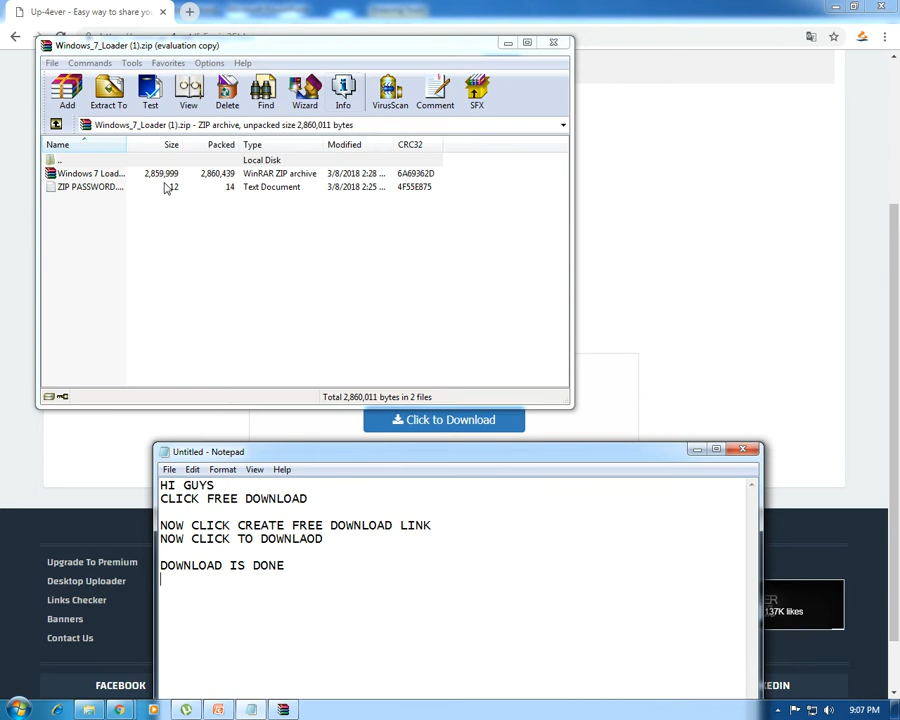 Up-4ever - Easy way to share you
Windows_7_Loader (1).zip (evaluation copy)
File Commands Tools Favorites Options Help
Add Extract To Test View Delete Find Wizard Info VirusScan Comment SFX
Windows_7_Loader (1).zip - ZIP archive, unpacked size 2,860,011 bytes
Name Size Packed Type Modified CRC32
.. Local Disk
Windows 7 Load... 2,859,999 2,860,439 WinRAR ZIP archive 3/8/2018 2:28 ... 6A69362D
ZIP PASSWORD.... 12 14 Text Document 3/8/2018 2:25 ... 4F55E875
Total 2,860,011 bytes in 2 files
Click to Download
Untitled - Notepad
File Edit Format View Help
HI GUYS
CLICK FREE DOWNLOAD
NOW CLICK CREATE FREE DOWNLOAD LINK
NOW CLICK TO DOWNLAOD
DOWNLOAD IS DONE
Upgrade To Premium
Desktop Uploader
Links Checker
Banners
Contact Us
137K likes
FACEBOOK
9:07 PM